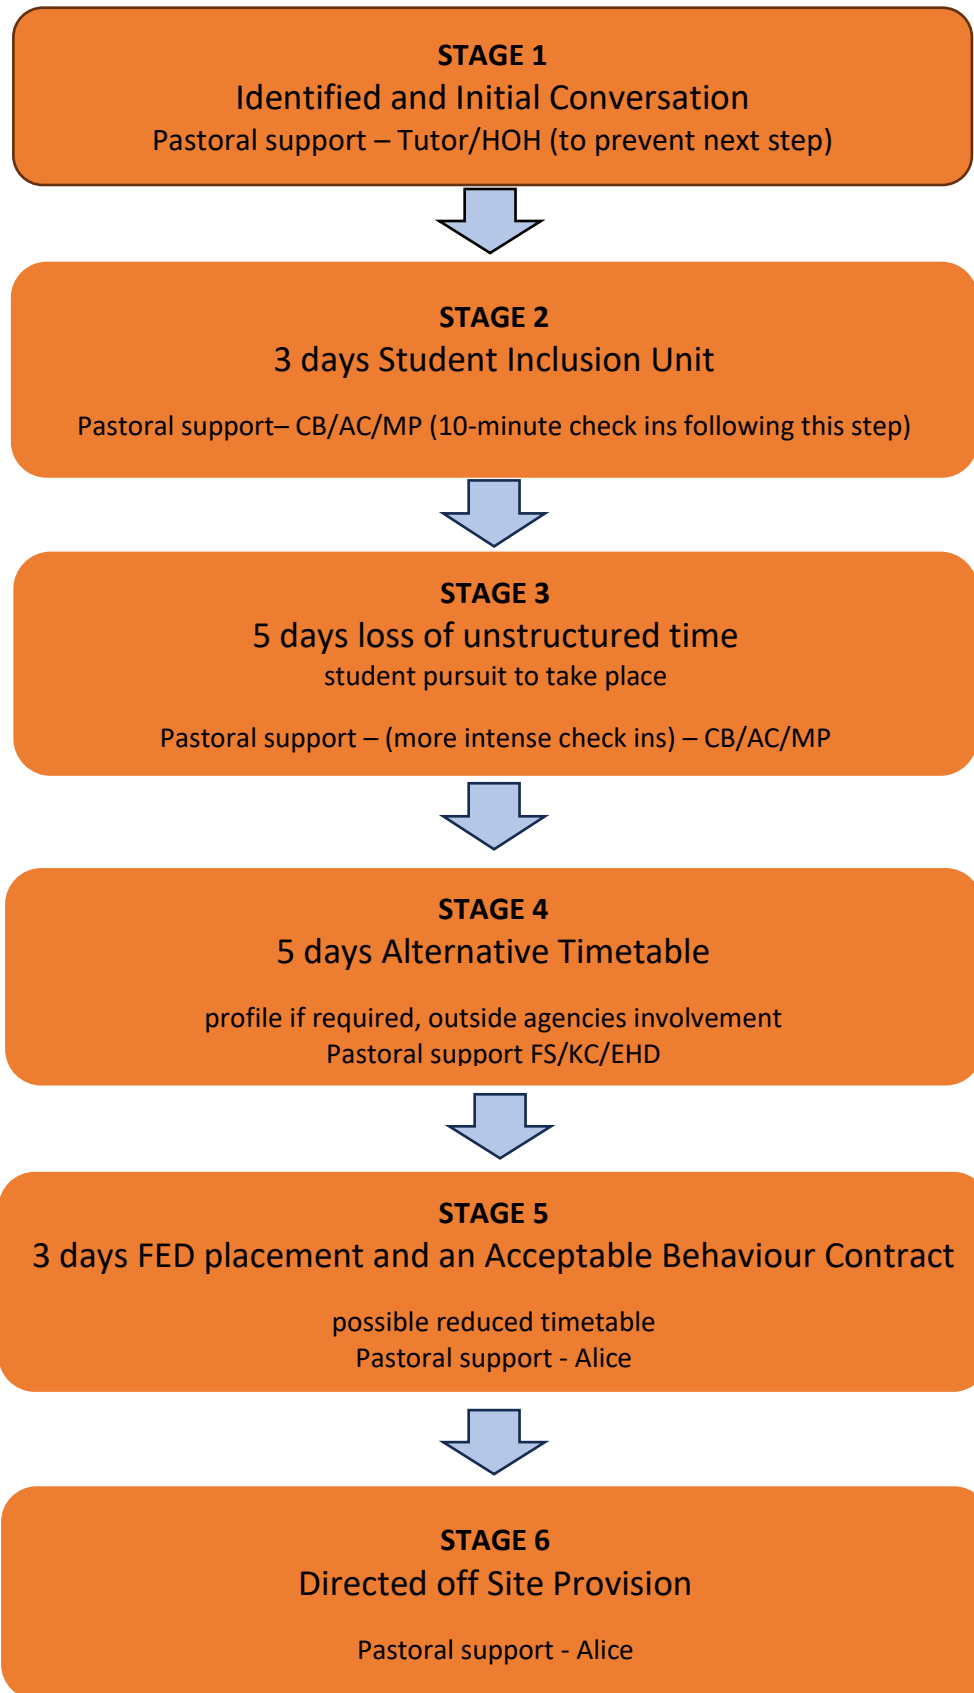 STAGE 1
Identified and Initial Conversation
Pastoral support – Tutor/HOH (to prevent next step)
STAGE 2
3 days Student Inclusion Unit
Pastoral support– CB/AC/MP (10-minute check ins following this step)
STAGE 3
5 days loss of unstructured time
student pursuit to take place
Pastoral support – (more intense check ins) – CB/AC/MP
STAGE 4
5 days Alternative Timetable
profile if required, outside agencies involvement
Pastoral support FS/KC/EHD
STAGE 5
3 days FED placement and an Acceptable Behaviour Contract
possible reduced timetable
Pastoral support - Alice
STAGE 6
Directed off Site Provision
Pastoral support - Alice